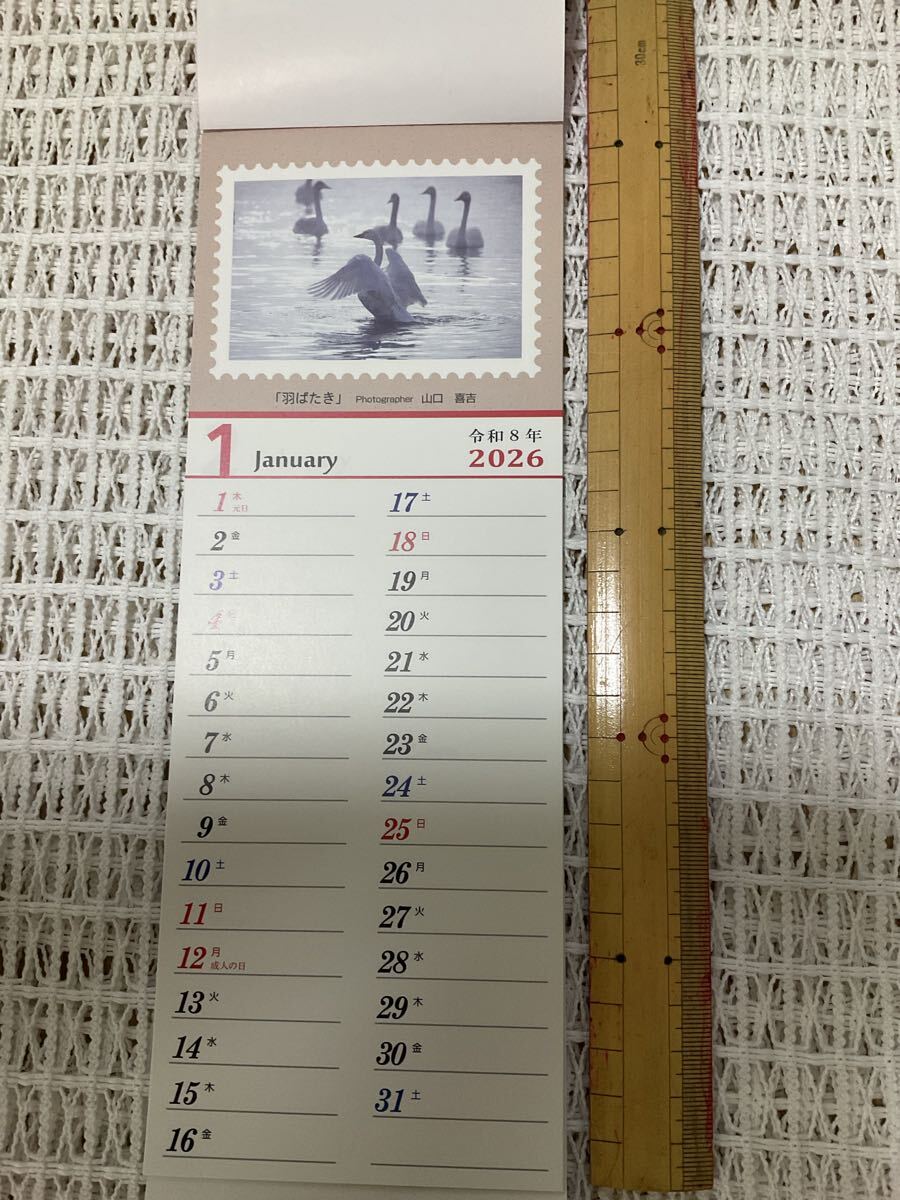 30cm
「羽ばたき」 Photographer 山口 喜吉
1 January
令和8年
2026
1 木 元日
2 金
3 土
4 日
5 月
6 火
7 水
8 木
9 金
10 土
11 日
12 月 成人の日
13 火
14 水
15 木
16 金
17 土
18 日
19 月
20 火
21 水
22 木
23 金
24 土
25 日
26 月
27 火
28 水
29 木
30 金
31 土